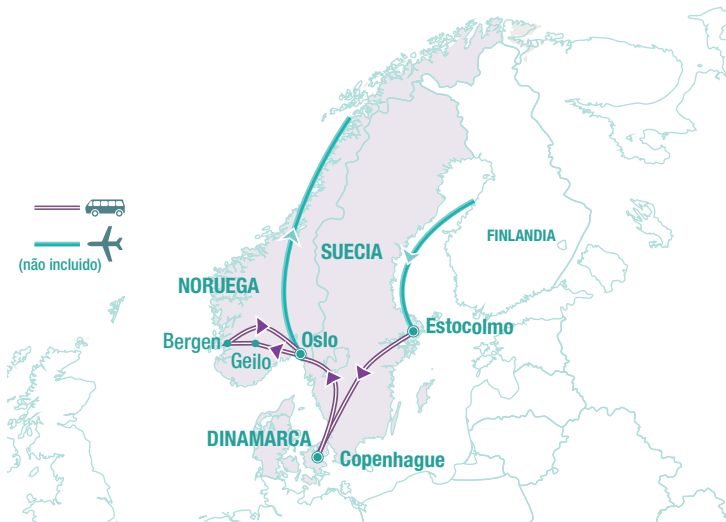 (não incluido)
FINLANDIA
SUECIA
NORUEGA
Estocolmo
Bergen
Oslo
Geilo
DINAMARCA
Copenhague